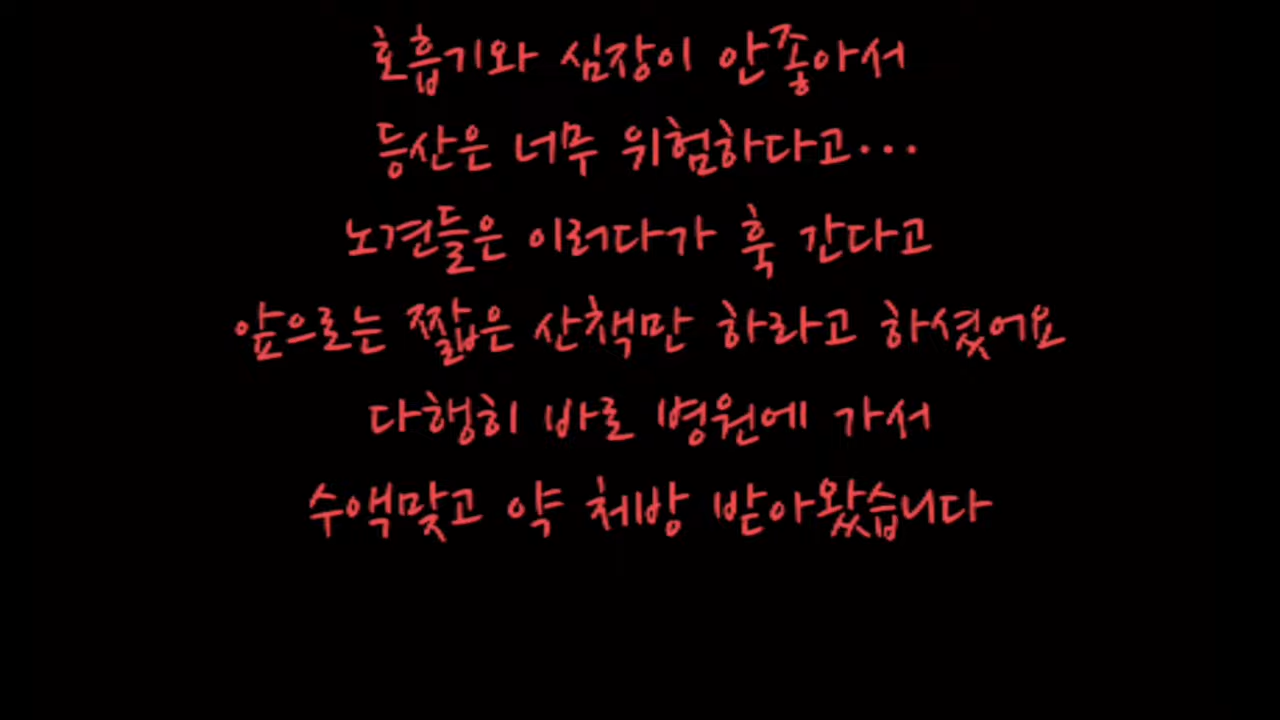 호흡기와 심장이 안좋아서
등산은 너무 위험하다고...
노견들은 이러다가 훅 간다고
앞으로는 짧은 산책만 하라고 하셨어요
다행히 바로 병원에 가서
수액맞고 약 처방 받아왔습니다